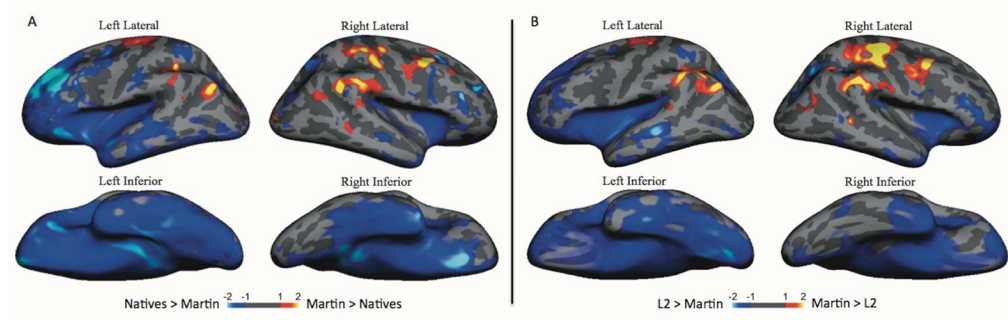 A
Left Lateral
Right Lateral
Left Inferior
Right Inferior
Natives > Martin -2 -1 1 2 Martin > Natives
B
Left Lateral
Right Lateral
Left Inferior
Right Inferior
L2 > Martin -2 -1 1 2 Martin > L2